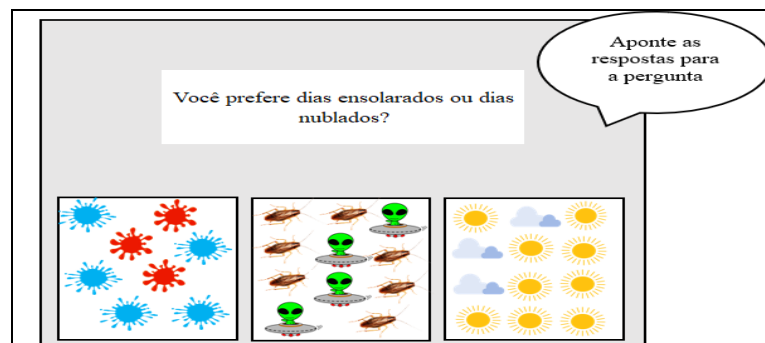 Aponte as
respostas para
a pergunta
Você prefere dias ensolarados ou dias
nublados?